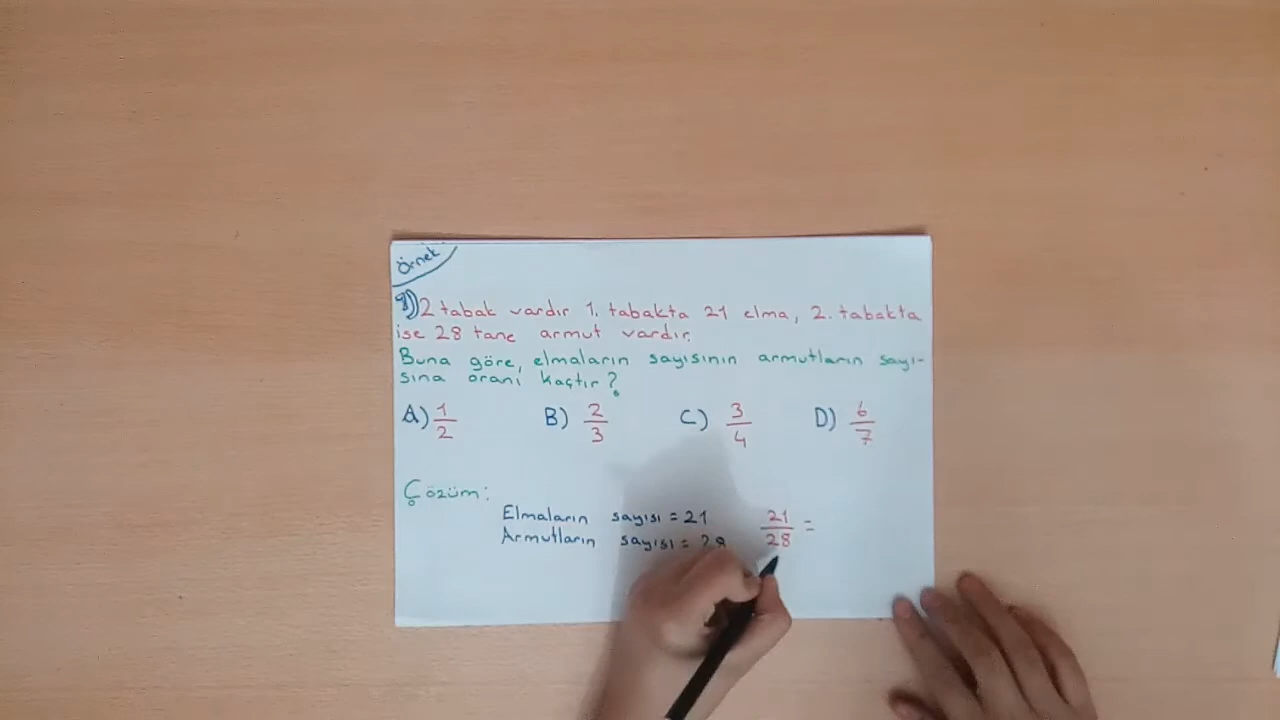 Örnek
8) 2 tabak vardır 1. tabakta 21 elma, 2. tabakta
ise 28 tane armut vardır.
Buna göre, elmaların sayısının armutların sayı-
sına oranı kaçtır?
A) 1/2 B) 2/3 C) 3/4 D) 6/7
Çözüm:
Elmaların sayısı = 21 21/28 =
Armutların sayısı = 28